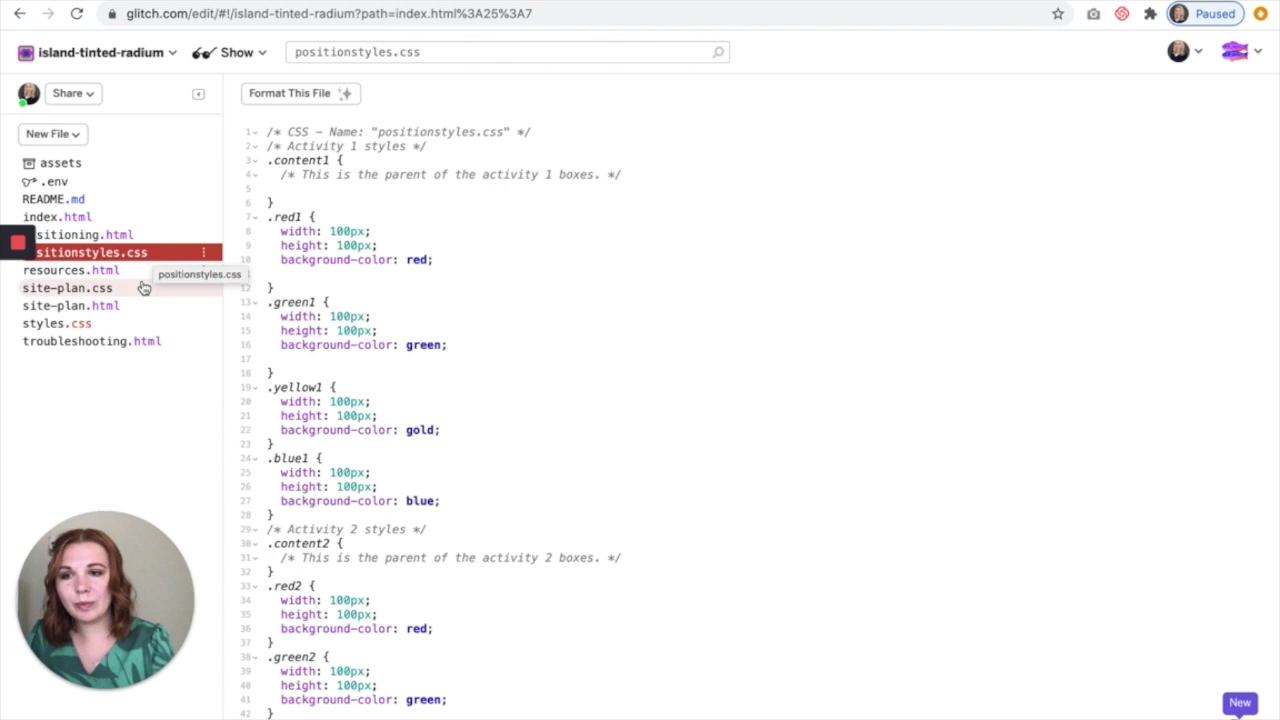 glitch.com/edit/#!/island-tinted-radium?path=index.html%3A25%3A7
Paused
island-tinted-radium
Show
positionstyles.css
Share
Format This File
New File
assets
.env
README.md
index.html
sitioning.html
sitionstyles.css
resources.html
positionstyles.css
site-plan.css
site-plan.html
styles.css
troubleshooting.html
1 /* CSS - Name: "positionstyles.css" */
2 /* Activity 1 styles */
3 .content1 {
4 /* This is the parent of the activity 1 boxes. */
5
6 }
7 .red1 {
8 width: 100px;
9 height: 100px;
10 background-color: red;
12 }
13 .green1 {
14 width: 100px;
15 height: 100px;
16 background-color: green;
17
18 }
19 .yellow1 {
20 width: 100px;
21 height: 100px;
22 background-color: gold;
23 }
24 .blue1 {
25 width: 100px;
26 height: 100px;
27 background-color: blue;
28 }
29 /* Activity 2 styles */
30 .content2 {
31 /* This is the parent of the activity 2 boxes. */
32 }
33 .red2 {
34 width: 100px;
35 height: 100px;
36 background-color: red;
37 }
38 .green2 {
39 width: 100px;
40 height: 100px;
41 background-color: green;
42 }
New